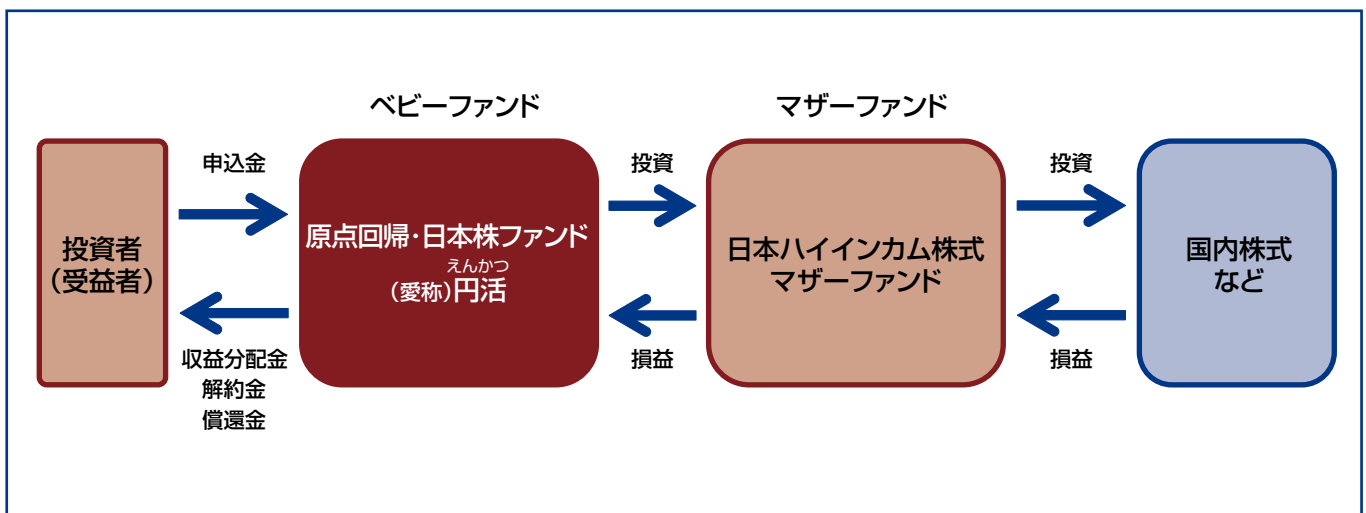 ベビーファンド
マザーファンド
投資者
（受益者）
申込金
収益分配金
解約金
償還金
原点回帰・日本株ファンド
えんかつ
（愛称）円活
投資
損益
日本ハイインカム株式
マザーファンド
投資
損益
国内株式
など